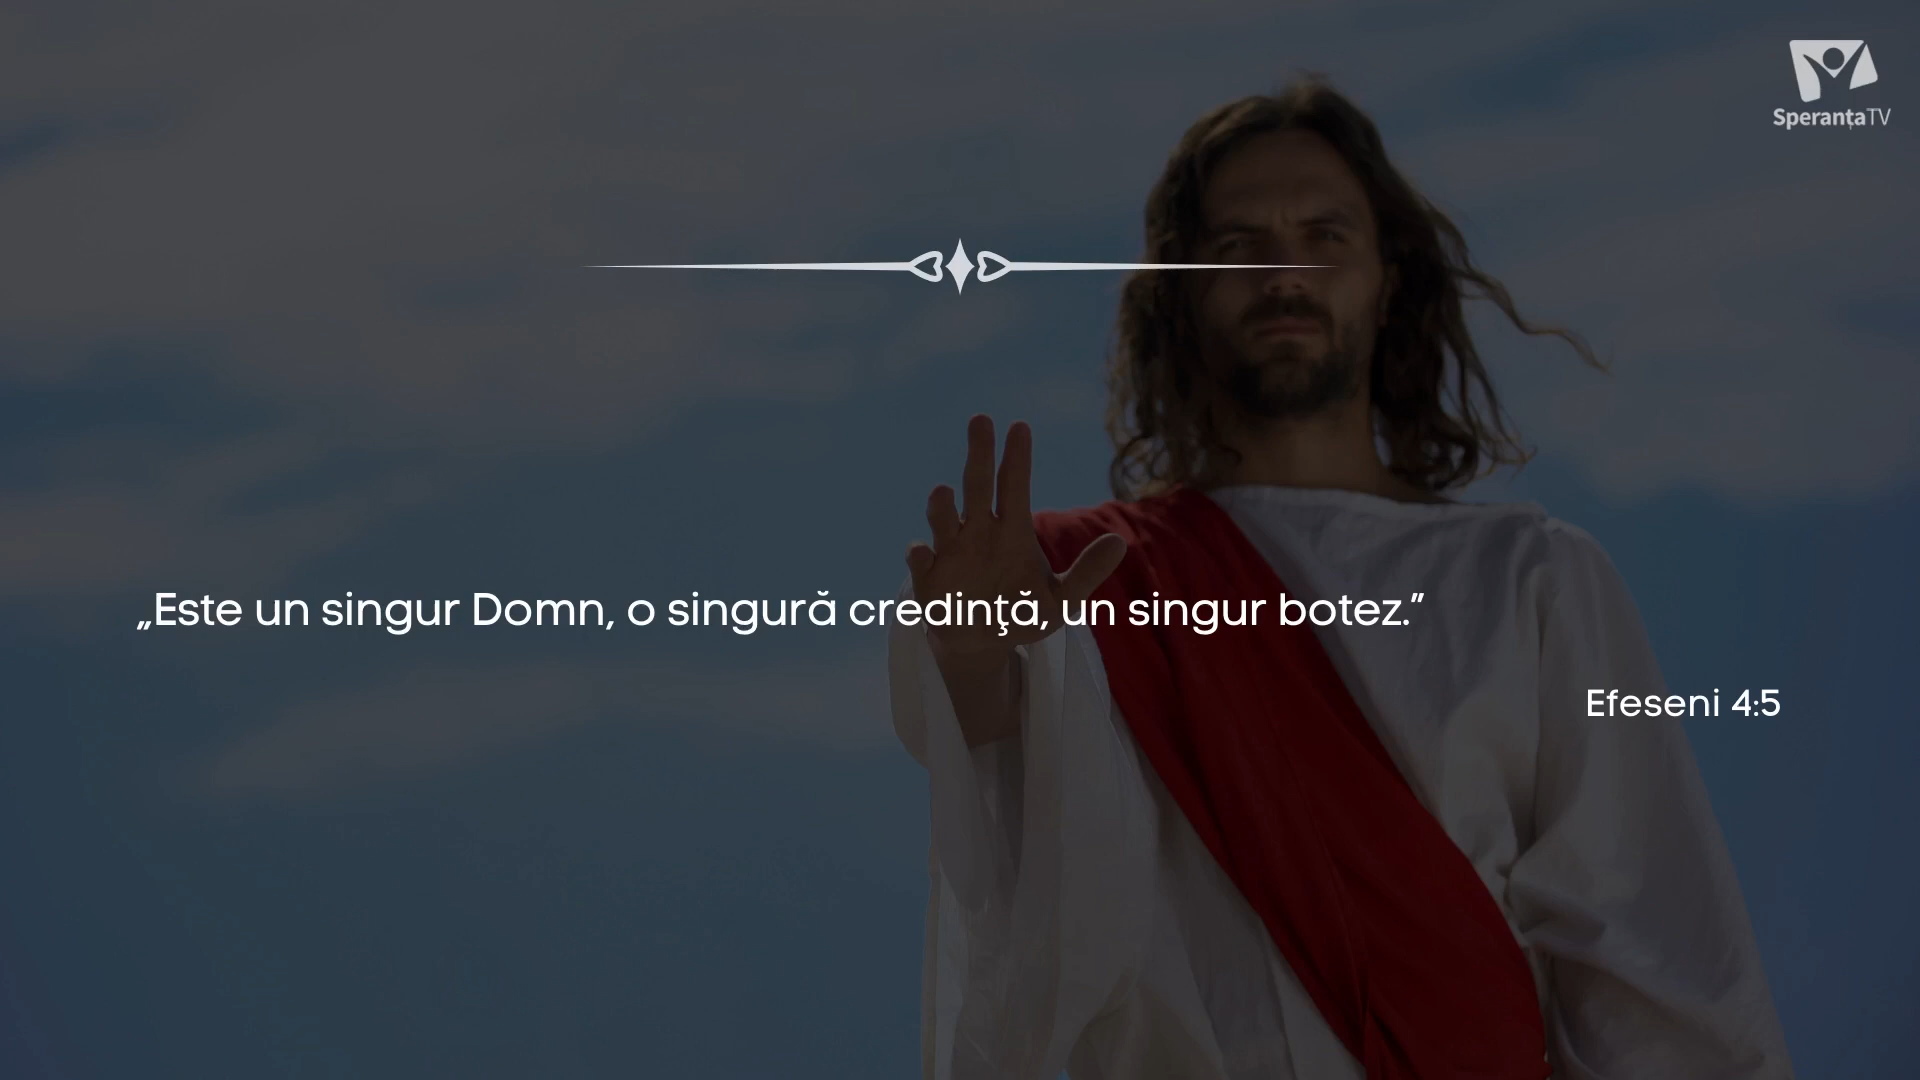 SperanțaTV
„Este un singur Domn, o singură credinţă, un singur botez.”
Efeseni 4:5